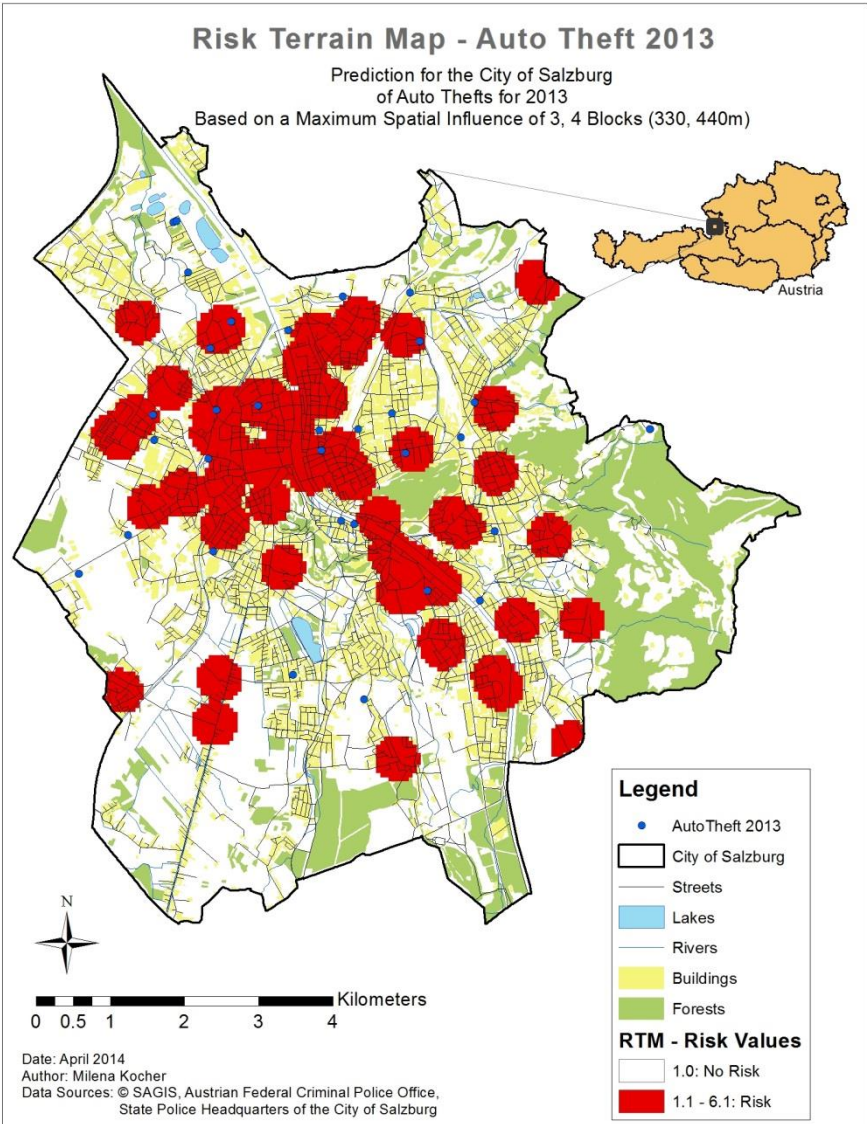 Risk Terrain Map - Auto Theft 2013
Prediction for the City of Salzburg
of Auto Thefts for 2013
Based on a Maximum Spatial Influence of 3, 4 Blocks (330, 440m)
Austria
Legend
AutoTheft 2013
City of Salzburg
Streets
Lakes
Rivers
Buildings
Forests
RTM - Risk Values
1.0: No Risk
1.1 - 6.1: Risk
N
Kilometers
0 0.5 1 2 3 4
Date: April 2014
Author: Milena Kocher
Data Sources: © SAGIS, Austrian Federal Criminal Police Office,
State Police Headquarters of the City of Salzburg